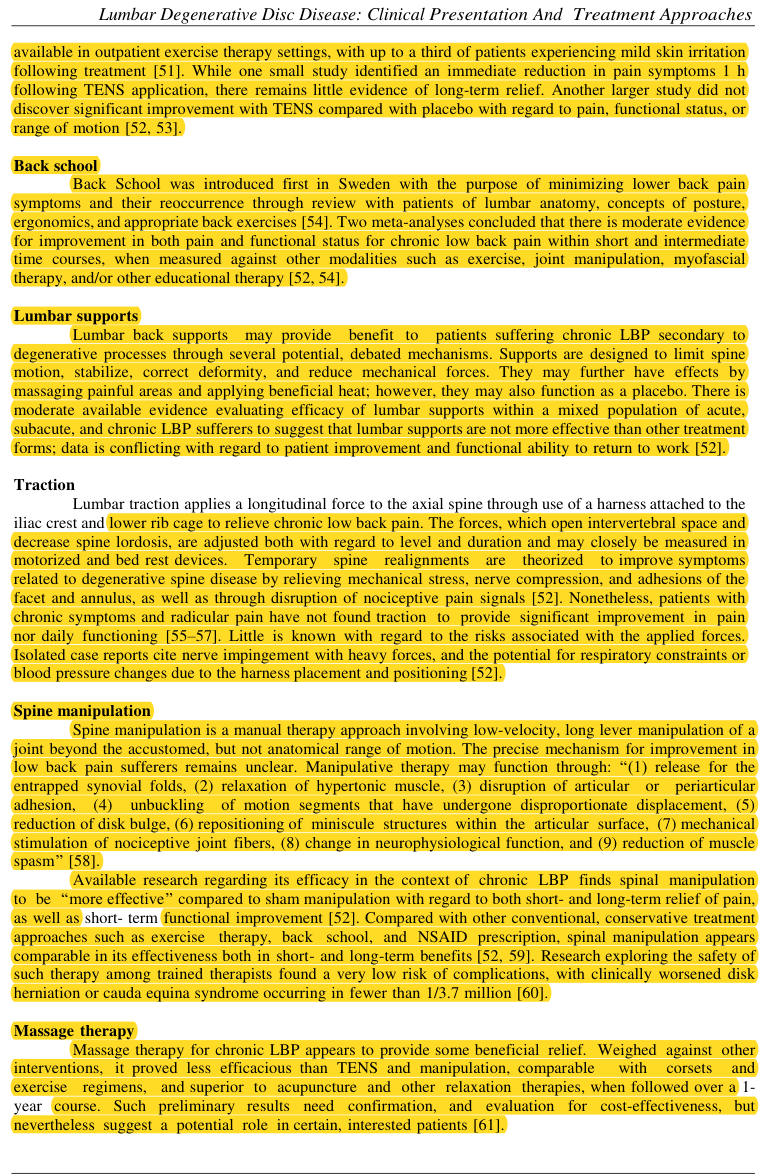 Lumbar Degenerative Disc Disease: Clinical Presentation And Treatment Approaches
available in outpatient exercise therapy settings, with up to a third of patients experiencing mild skin irritation
following treatment [51]. While one small study identified an immediate reduction in pain symptoms 1 h
following TENS application, there remains little evidence of long-term relief. Another larger study did not
discover significant improvement with TENS compared with placebo with regard to pain, functional status, or
range of motion [52, 53].
Back school
Back School was introduced first in Sweden with the purpose of minimizing lower back pain
symptoms and their reoccurrence through review with patients of lumbar anatomy, concepts of posture,
ergonomics, and appropriate back exercises [54]. Two meta-analyses concluded that there is moderate evidence
for improvement in both pain and functional status for chronic low back pain within short and intermediate
time courses, when measured against other modalities such as exercise, joint manipulation, myofascial
therapy, and/or other educational therapy [52, 54].
Lumbar supports
Lumbar back supports may provide benefit to patients suffering chronic LBP secondary to
degenerative processes through several potential, debated mechanisms. Supports are designed to limit spine
motion, stabilize, correct deformity, and reduce mechanical forces. They may further have effects by
massaging painful areas and applying beneficial heat; however, they may also function as a placebo. There is
moderate available evidence evaluating efficacy of lumbar supports within a mixed population of acute,
subacute, and chronic LBP sufferers to suggest that lumbar supports are not more effective than other treatment
forms; data is conflicting with regard to patient improvement and functional ability to return to work [52].
Traction
Lumbar traction applies a longitudinal force to the axial spine through use of a harness attached to the
iliac crest and lower rib cage to relieve chronic low back pain. The forces, which open intervertebral space and
decrease spine lordosis, are adjusted both with regard to level and duration and may closely be measured in
motorized and bed rest devices. Temporary spine realignments are theorized to improve symptoms
related to degenerative spine disease by relieving mechanical stress, nerve compression, and adhesions of the
facet and annulus, as well as through disruption of nociceptive pain signals [52]. Nonetheless, patients with
chronic symptoms and radicular pain have not found traction to provide significant improvement in pain
nor daily functioning [55–57]. Little is known with regard to the risks associated with the applied forces.
Isolated case reports cite nerve impingement with heavy forces, and the potential for respiratory constraints or
blood pressure changes due to the harness placement and positioning [52].
Spine manipulation
Spine manipulation is a manual therapy approach involving low-velocity, long lever manipulation of a
joint beyond the accustomed, but not anatomical range of motion. The precise mechanism for improvement in
low back pain sufferers remains unclear. Manipulative therapy may function through: “(1) release for the
entrapped synovial folds, (2) relaxation of hypertonic muscle, (3) disruption of articular or periarticular
adhesion, (4) unbuckling of motion segments that have undergone disproportionate displacement, (5)
reduction of disk bulge, (6) repositioning of miniscule structures within the articular surface, (7) mechanical
stimulation of nociceptive joint fibers, (8) change in neurophysiological function, and (9) reduction of muscle
spasm” [58].
Available research regarding its efficacy in the context of chronic LBP finds spinal manipulation
to be “more effective” compared to sham manipulation with regard to both short- and long-term relief of pain,
as well as short- term functional improvement [52]. Compared with other conventional, conservative treatment
approaches such as exercise therapy, back school, and NSAID prescription, spinal manipulation appears
comparable in its effectiveness both in short- and long-term benefits [52, 59]. Research exploring the safety of
such therapy among trained therapists found a very low risk of complications, with clinically worsened disk
herniation or cauda equina syndrome occurring in fewer than 1/3.7 million [60].
Massage therapy
Massage therapy for chronic LBP appears to provide some beneficial relief. Weighed against other
interventions, it proved less efficacious than TENS and manipulation, comparable with corsets and
exercise regimens, and superior to acupuncture and other relaxation therapies, when followed over a 1-
year course. Such preliminary results need confirmation, and evaluation for cost-effectiveness, but
nevertheless suggest a potential role in certain, interested patients [61].